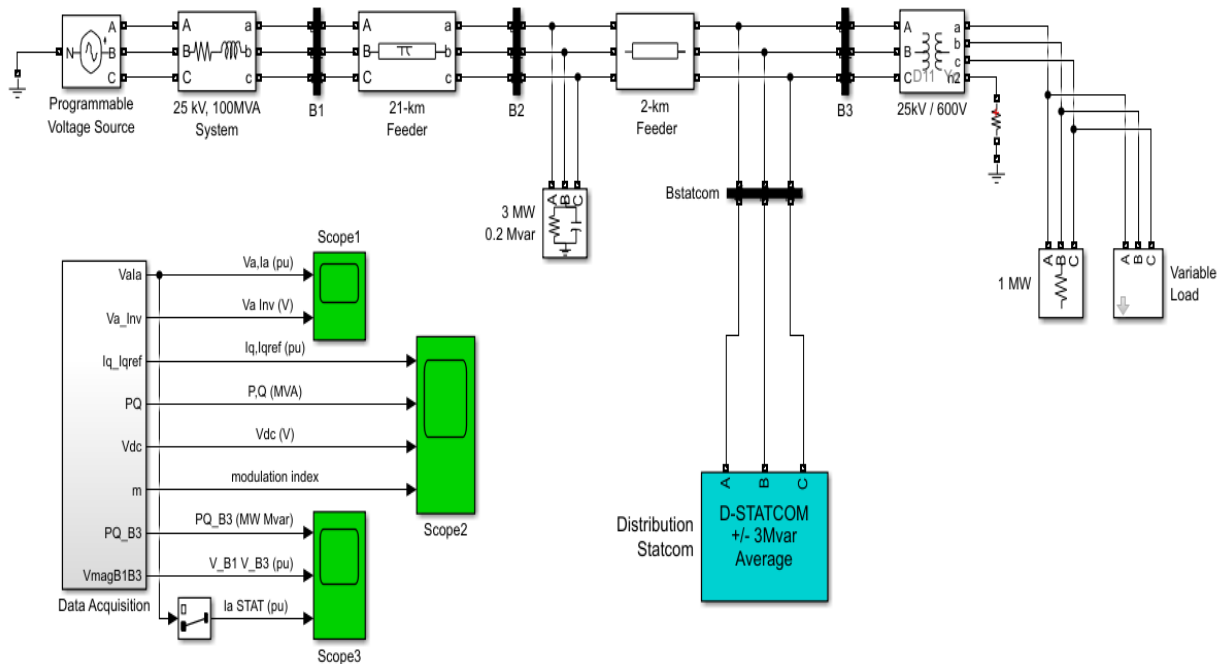 A
B
C
N
Programmable
Voltage Source
A
B
C
a
b
c
25 kV, 100MVA
System
B1
A
B
C
a
b
c
π
21-km
Feeder
B2
A
B
C
3 MW
0.2 Mvar
2-km
Feeder
B3
A
B
C
a
b
c
n2
D11
25kV / 600V
A
B
C
1 MW
A
B
C
Variable
Load
Bstatcom
A
B
C
D-STATCOM
+/- 3Mvar
Average
Distribution
Statcom
VaIa
Va_Inv
Iq_Iqref
PQ
Vdc
m
PQ_B3
VmagB1B3
Data Acquisition
Va,Ia (pu)
Va Inv (V)
Iq,Iqref (pu)
P,Q (MVA)
Vdc (V)
modulation index
PQ_B3 (MW Mvar)
V_B1 V_B3 (pu)
Ia STAT (pu)
Scope1
Scope2
Scope3